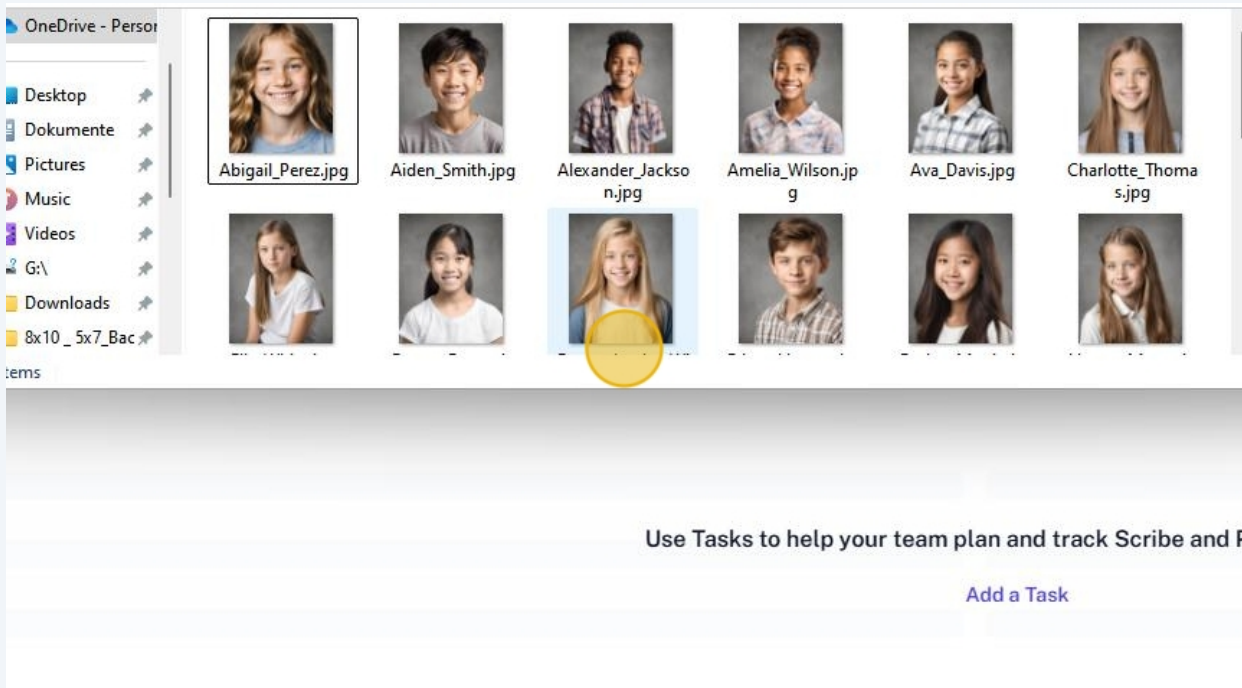 OneDrive - Person
Desktop
Dokumente
Pictures
Music
Videos
G:\
Downloads
8x10 _ 5x7_Bac
Abigail_Perez.jpg
Aiden_Smith.jpg
Alexander_Jackso
n.jpg
Amelia_Wilson.jp
g
Ava_Davis.jpg
Charlotte_Thoma
s.jpg
tems
Use Tasks to help your team plan and track Scribe and
Add a Task